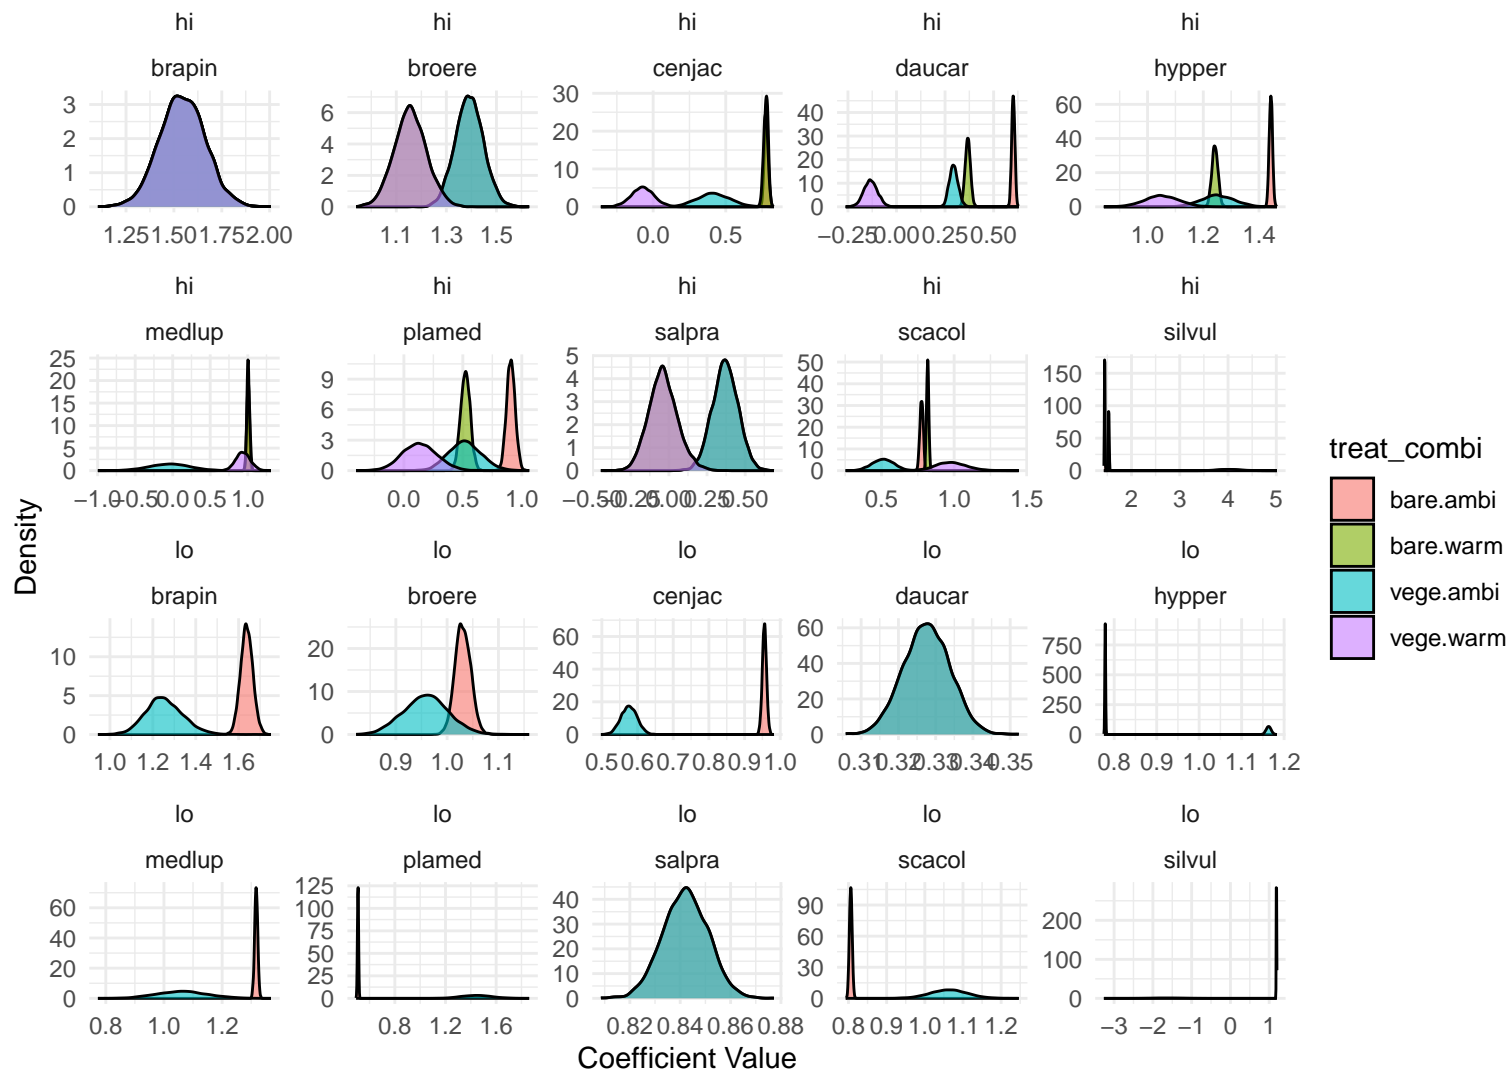 hi hi hi hi hi
brapin broere cenjac daucar hypper
3 2 1 0 6 4 2 0 30 20 10 0 40 30 20 10 0 60 40 20 0
1.25 1.50 1.75 2.00 1.1 1.3 1.5 0.0 0.5 −0.25 0.00 0.25 0.50 1.0 1.2 1.4
hi hi hi hi hi
medlup plamed salpra scacol silvul
25 20 15 10 5 0 9 6 3 0 5 4 3 2 1 0 50 40 30 20 10 0 150 100 50 0
−1.0 −0.5 0.0 0.5 1.0 0.0 0.5 1.0 −0.50 −0.25 0.00 0.25 0.50 0.5 1.0 1.5 2 3 4 5
lo lo lo lo lo
brapin broere cenjac daucar hypper
10 5 0 20 10 0 60 40 20 0 60 40 20 0 750 500 250 0
1.0 1.2 1.4 1.6 0.9 1.0 1.1 0.5 0.6 0.7 0.8 0.9 1.0 0.31 0.32 0.33 0.34 0.35 0.8 0.9 1.0 1.1 1.2
lo lo lo lo lo
medlup plamed salpra scacol silvul
60 40 20 0 125 100 75 50 25 0 40 30 20 10 0 90 60 30 0 200 100 0
0.8 1.0 1.2 0.8 1.2 1.6 0.82 0.84 0.86 0.88 0.8 0.9 1.0 1.1 1.2 −3 −2 −1 0 1
Coefficient Value
Density
treat_combi
bare.ambi
bare.warm
vege.ambi
vege.warm